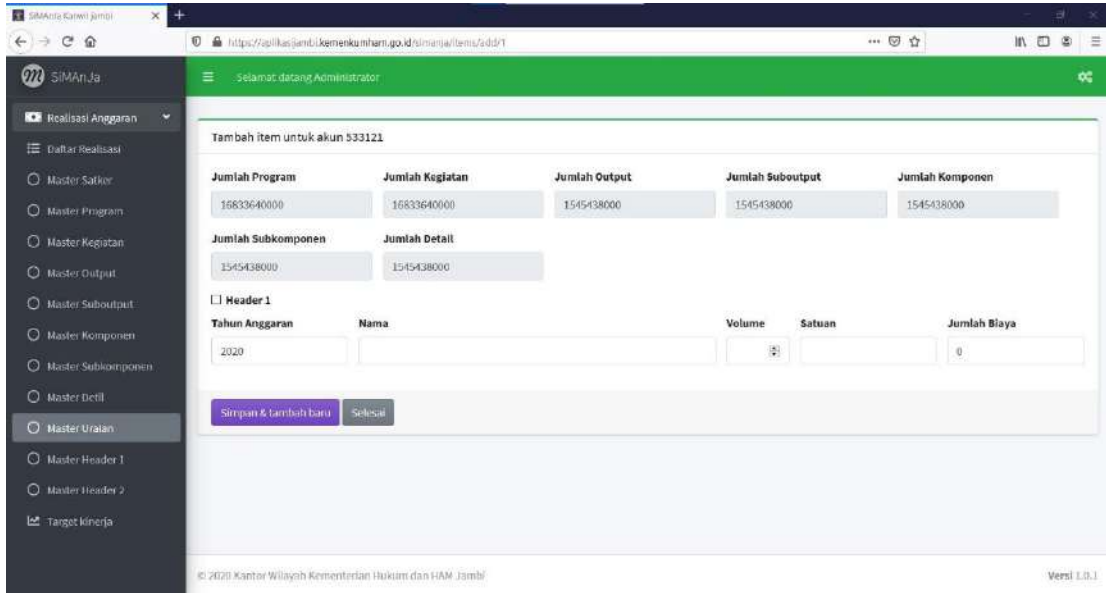 SiMAnJa Kanwil Jambi
https://aplikasijambi.kemenkumham.go.id/simanja/items/add/1
SiMAnJa
Selamat datang Administrator
Realisasi Anggaran
Daftar Realisasi
Master Satker
Master Program
Master Kegiatan
Master Output
Master Suboutput
Master Komponen
Master Subkomponen
Master Detil
Master Uraian
Master Header 1
Master Header 2
Target kinerja
Tambah item untuk akun 533121
Jumlah Program Jumlah Kegiatan Jumlah Output Jumlah Suboutput Jumlah Komponen
16833640000 16833640000 1545438000 1545438000 1545438000
Jumlah Subkomponen Jumlah Detail
1545438000 1545438000
Header 1
Tahun Anggaran Nama Volume Satuan Jumlah Biaya
2020 0
Simpan & tambah baru Selesai
© 2020 Kantor Wilayah Kementerian Hukum dan HAM Jambi Versi 1.0.1